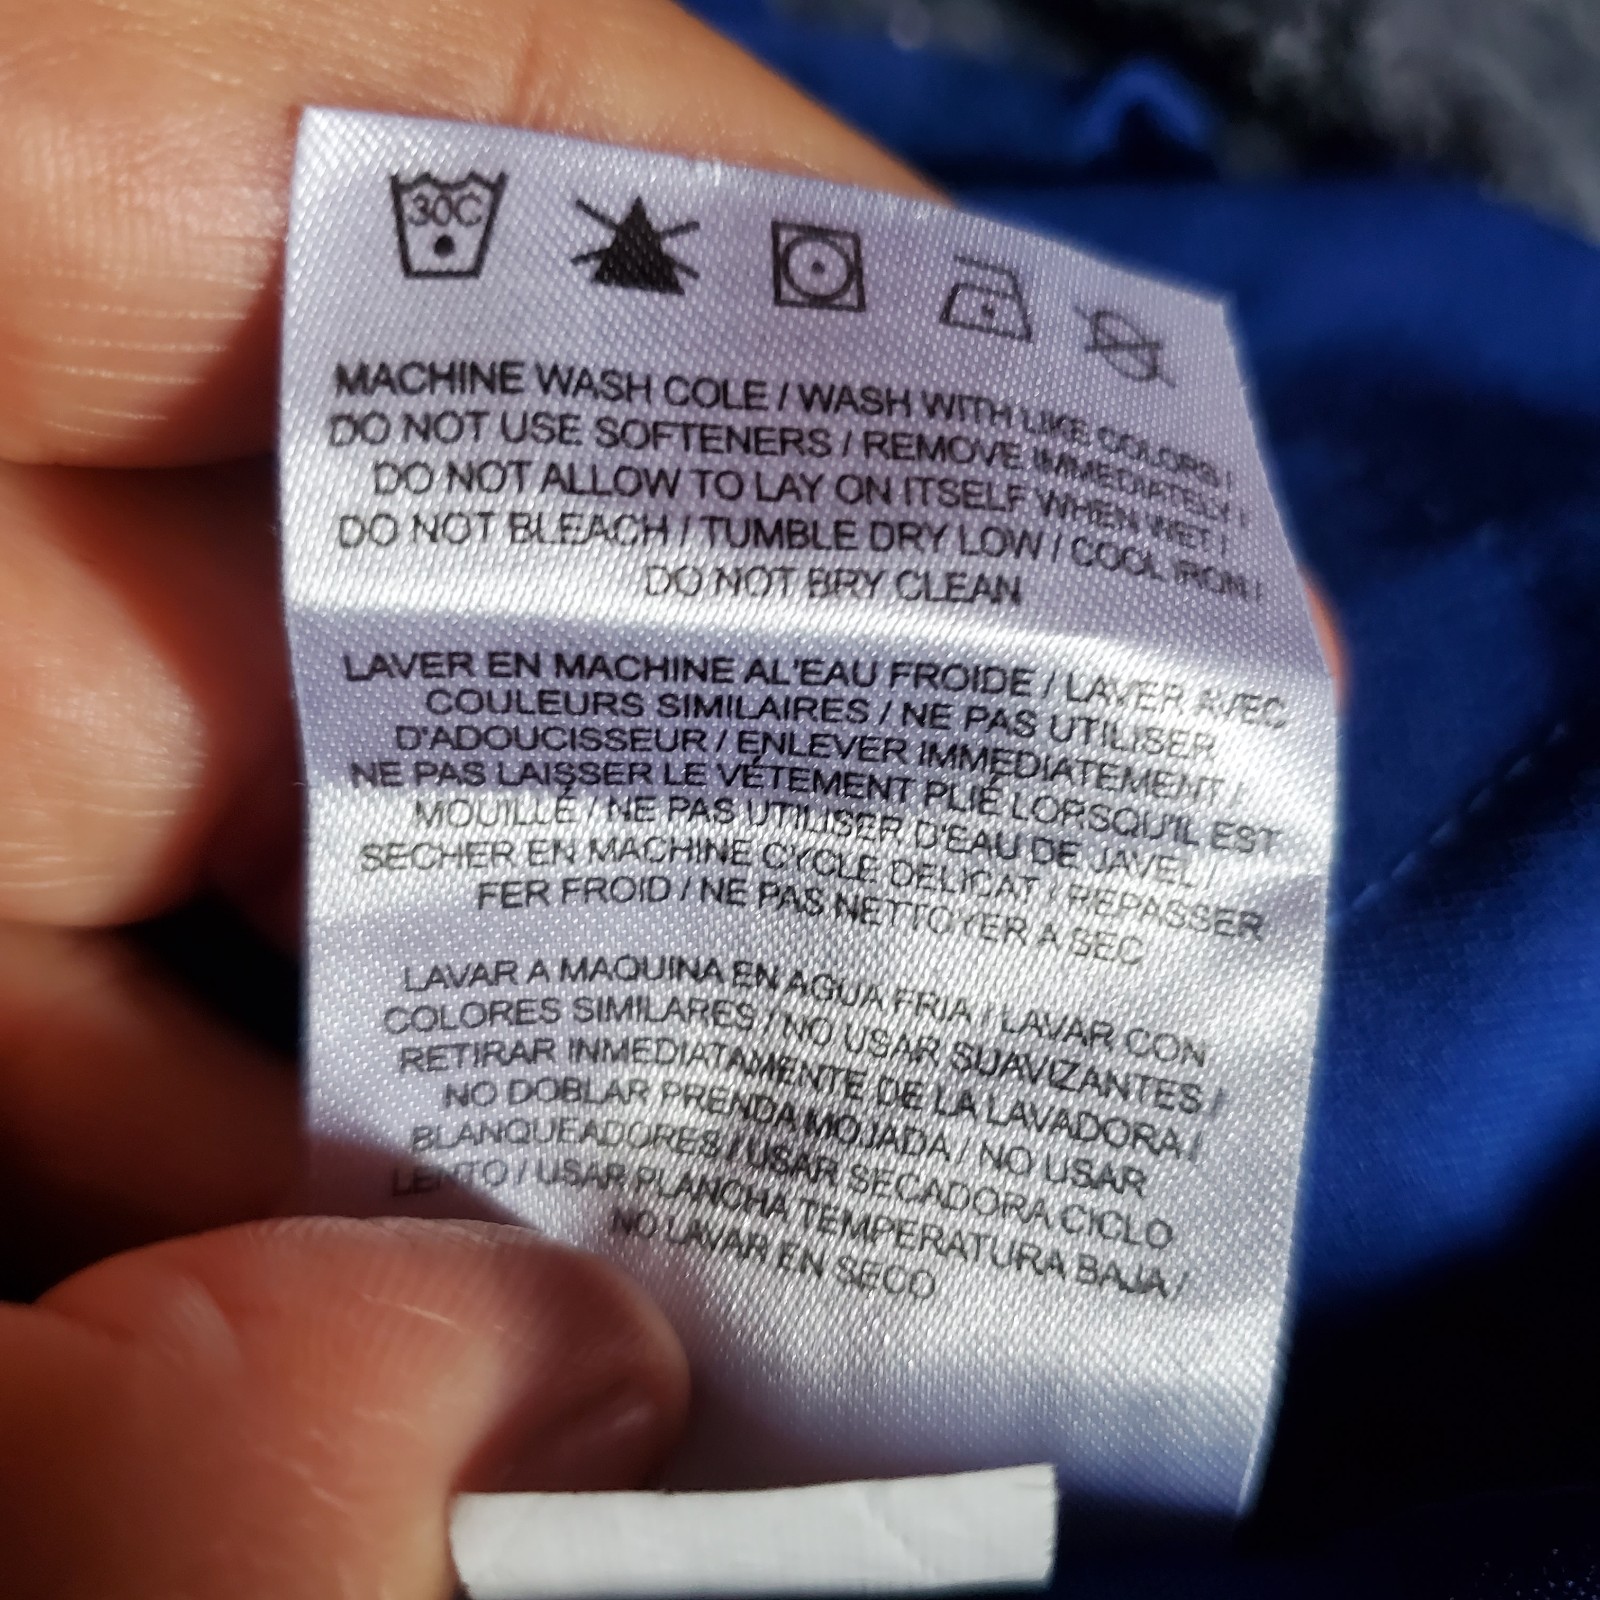 30C
MACHINE WASH COLE / WASH WITH LIKE COLORS /
DO NOT USE SOFTENERS / REMOVE IMMEDIATELY /
DO NOT ALLOW TO LAY ON ITSELF WHEN WET /
DO NOT BLEACH / TUMBLE DRY LOW / COOL IRON /
DO NOT BRY CLEAN
LAVER EN MACHINE AL'EAU FROIDE / LAVER AVEC
COULEURS SIMILAIRES / NE PAS UTILISER
D'ADOUCISSEUR / ENLEVER IMMEDIATEMENT /
NE PAS LAISSER LE VÉTEMENT PLIÉ LORSQU'IL EST
MOUILLÉ / NE PAS UTILISER D'EAU DE JAVEL /
SECHER EN MACHINE CYCLE DELICAT / REPASSER
FER FROID / NE PAS NETTOYER A SEC
LAVAR A MAQUINA EN AGUA FRIA / LAVAR CON
COLORES SIMILARES / NO USAR SUAVIZANTES /
RETIRAR INMEDIATAMENTE DE LA LAVADORA /
NO DOBLAR PRENDA MOJADA / NO USAR
BLANQUEADORES / USAR SECADORA CICLO
LENTO / USAR PLANCHA TEMPERATURA BAJA /
NO LAVAR EN SECO